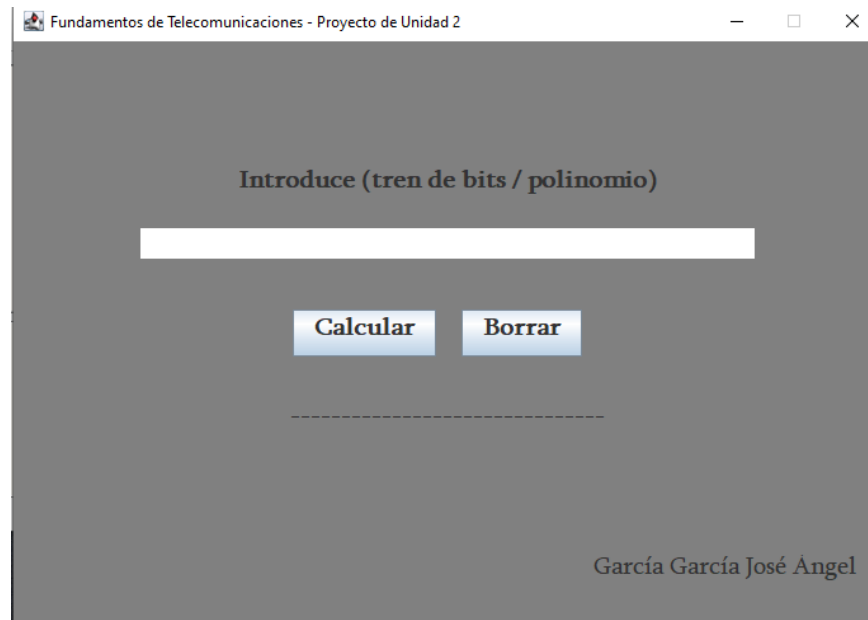 Fundamentos de Telecomunicaciones - Proyecto de Unidad 2
Introduce (tren de bits / polinomio)
Calcular Borrar
-------------------------------
García García José Ángel